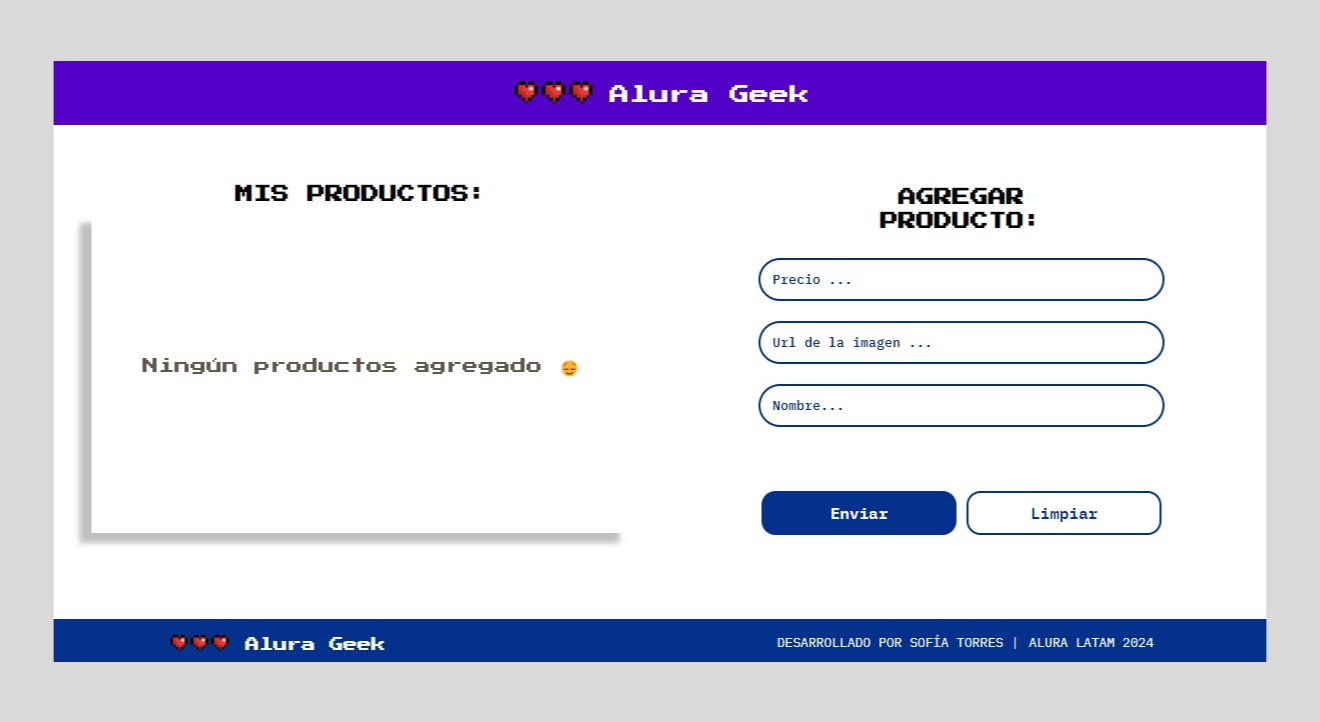 Alura Geek
MIS PRODUCTOS:
Ningún productos agregado
AGREGAR
PRODUCTO:
Precio ...
Url de la imagen ...
Nombre...
Enviar
Limpiar
Alura Geek
DESARROLLADO POR SOFÍA TORRES | ALURA LATAM 2024